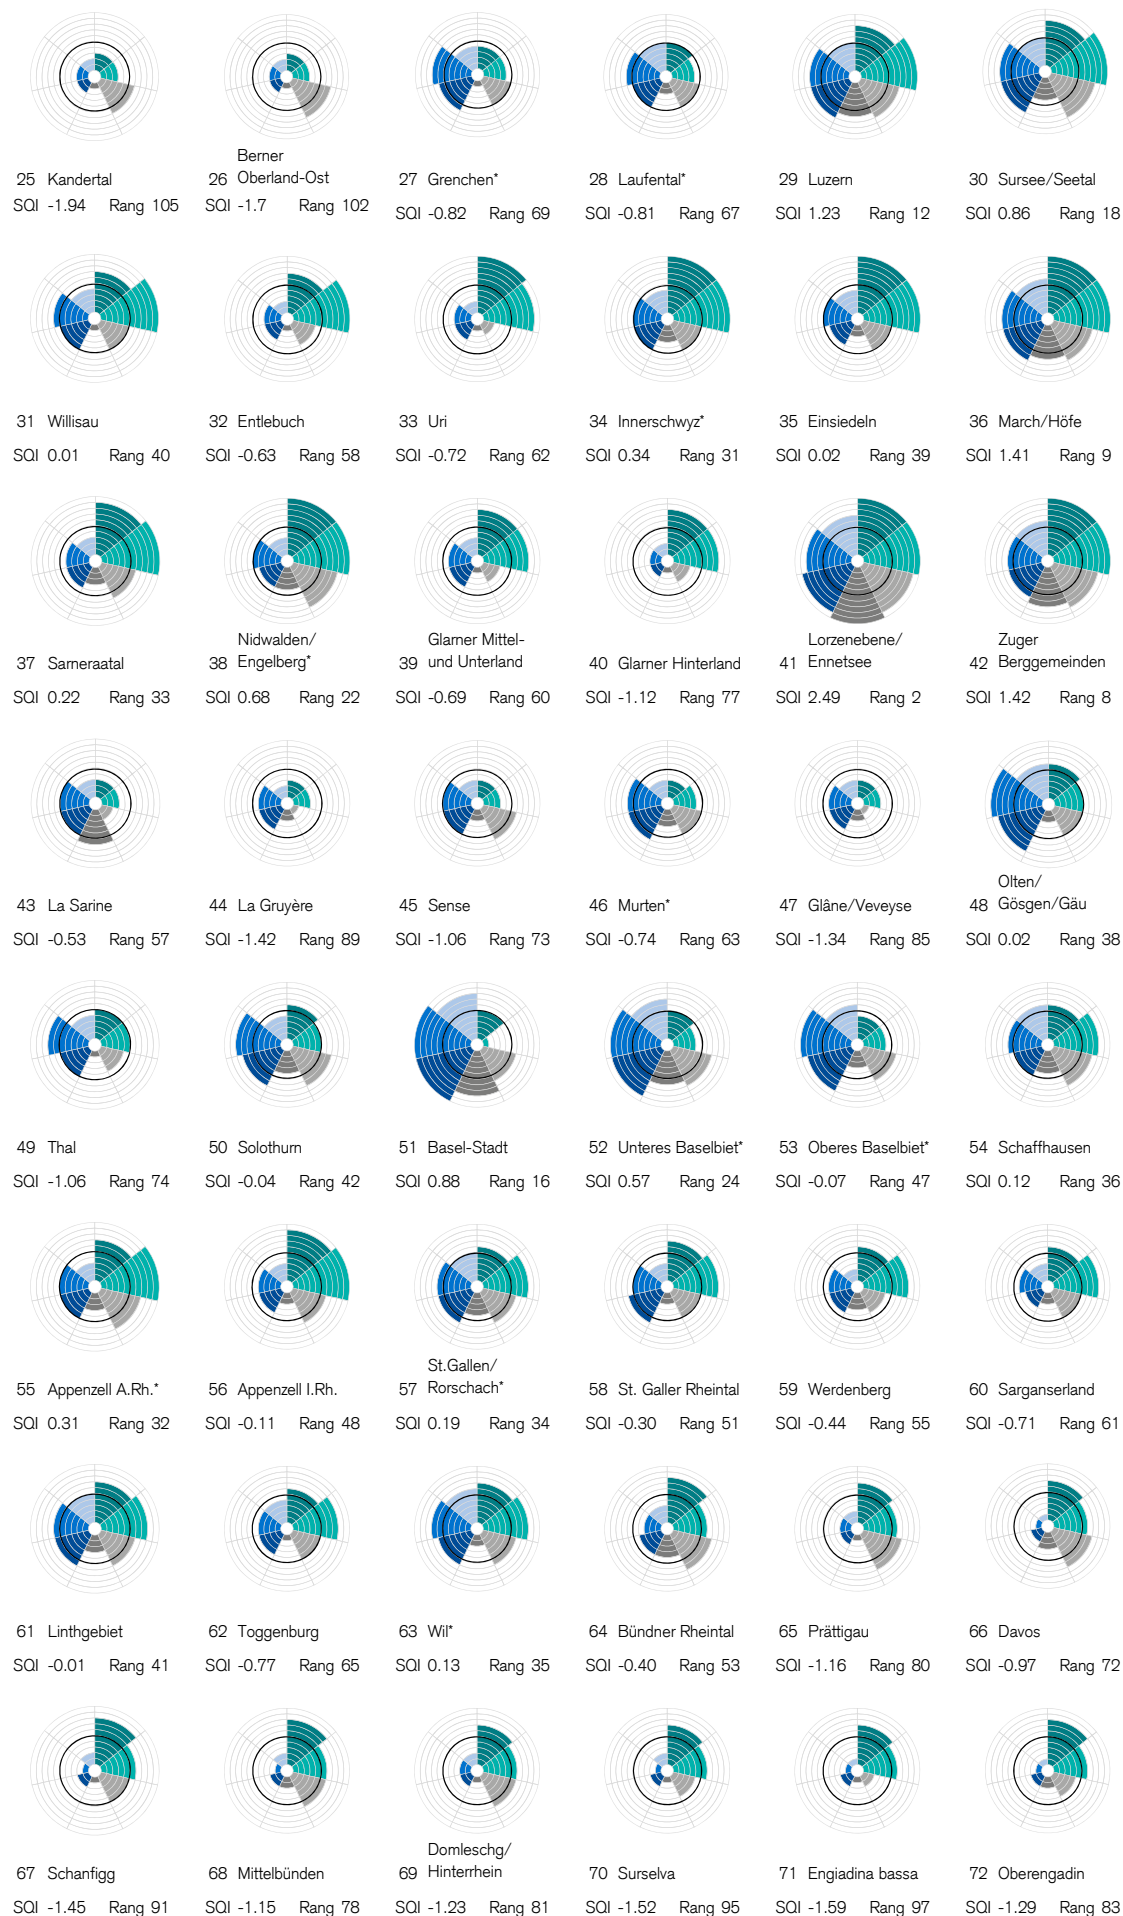 25 Kandertal
SQI -1.94 Rang 105
Berner
26 Oberland-Ost
SQI -1.7 Rang 102
27 Grenchen*
SQI -0.82 Rang 69
28 Laufental*
SQI -0.81 Rang 67
29 Luzern
SQI 1.23 Rang 12
30 Sursee/Seetal
SQI 0.86 Rang 18
31 Willisau
SQI 0.01 Rang 40
32 Entlebuch
SQI -0.63 Rang 58
33 Uri
SQI -0.72 Rang 62
34 Innerschwyz*
SQI 0.34 Rang 31
35 Einsiedeln
SQI 0.02 Rang 39
36 March/Höfe
SQI 1.41 Rang 9
37 Sarneraatal
SQI 0.22 Rang 33
Nidwalden/
38 Engelberg*
SQI 0.68 Rang 22
Glarner Mittel-
39 und Unterland
SQI -0.69 Rang 60
40 Glarner Hinterland
SQI -1.12 Rang 77
Lorzenebene/
41 Ennetsee
SQI 2.49 Rang 2
Zuger
42 Berggemeinden
SQI 1.42 Rang 8
43 La Sarine
SQI -0.53 Rang 57
44 La Gruyère
SQI -1.42 Rang 89
45 Sense
SQI -1.06 Rang 73
46 Murten*
SQI -0.74 Rang 63
47 Glâne/Veveyse
SQI -1.34 Rang 85
Olten/
48 Gösgen/Gäu
SQI 0.02 Rang 38
49 Thal
SQI -1.06 Rang 74
50 Solothurn
SQI -0.04 Rang 42
51 Basel-Stadt
SQI 0.88 Rang 16
52 Unteres Baselbiet*
SQI 0.57 Rang 24
53 Oberes Baselbiet*
SQI -0.07 Rang 47
54 Schaffhausen
SQI 0.12 Rang 36
55 Appenzell A.Rh.*
SQI 0.31 Rang 32
56 Appenzell I.Rh.
SQI -0.11 Rang 48
St.Gallen/
57 Rorschach*
SQI 0.19 Rang 34
58 St. Galler Rheintal
SQI -0.30 Rang 51
59 Werdenberg
SQI -0.44 Rang 55
60 Sarganserland
SQI -0.71 Rang 61
61 Linthgebiet
SQI -0.01 Rang 41
62 Toggenburg
SQI -0.77 Rang 65
63 Wil*
SQI 0.13 Rang 35
64 Bündner Rheintal
SQI -0.40 Rang 53
65 Prättigau
SQI -1.16 Rang 80
66 Davos
SQI -0.97 Rang 72
67 Schanfigg
SQI -1.45 Rang 91
68 Mittelbünden
SQI -1.15 Rang 78
Domleschg/
69 Hinterrhein
SQI -1.23 Rang 81
70 Surselva
SQI -1.52 Rang 95
71 Engiadina bassa
SQI -1.59 Rang 97
72 Oberengadin
SQI -1.29 Rang 83